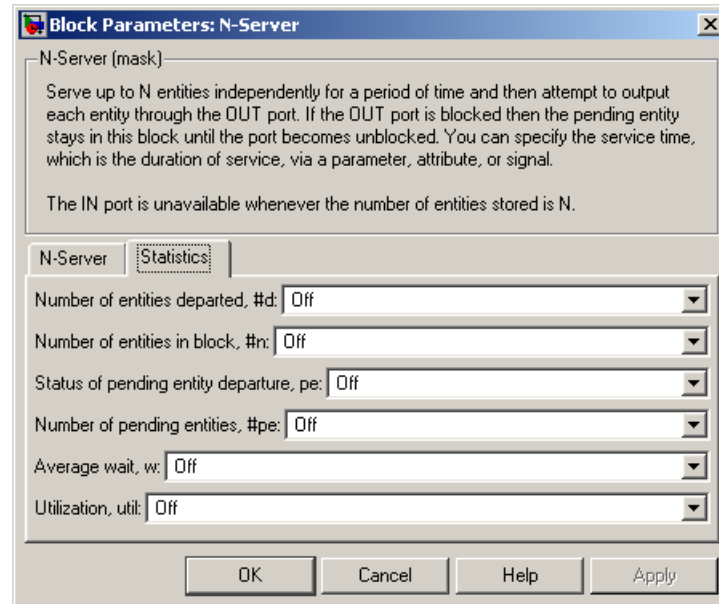 Block Parameters: N-Server
N-Server (mask)
Serve up to N entities independently for a period of time and then attempt to output
each entity through the OUT port. If the OUT port is blocked then the pending entity
stays in this block until the port becomes unblocked. You can specify the service time,
which is the duration of service, via a parameter, attribute, or signal.
The IN port is unavailable whenever the number of entities stored is N.
N-Server Statistics
Number of entities departed, #d: Off
Number of entities in block, #n: Off
Status of pending entity departure, pe: Off
Number of pending entities, #pe: Off
Average wait, w: Off
Utilization, util: Off
OK Cancel Help Apply